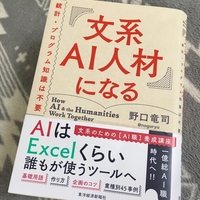 統計・プログラム知識は不要
文系
AI人材
になる
How
AI & the Humanities
Work Together
野口竜司
@noguryu
一億総AI職
時代へ!!
文系のための【AI職】養成講座
AIは
Excelくらい
誰もが使うツールへ
基礎用語
作り方
企画のコツ
業種別45事例
東洋経済新報社